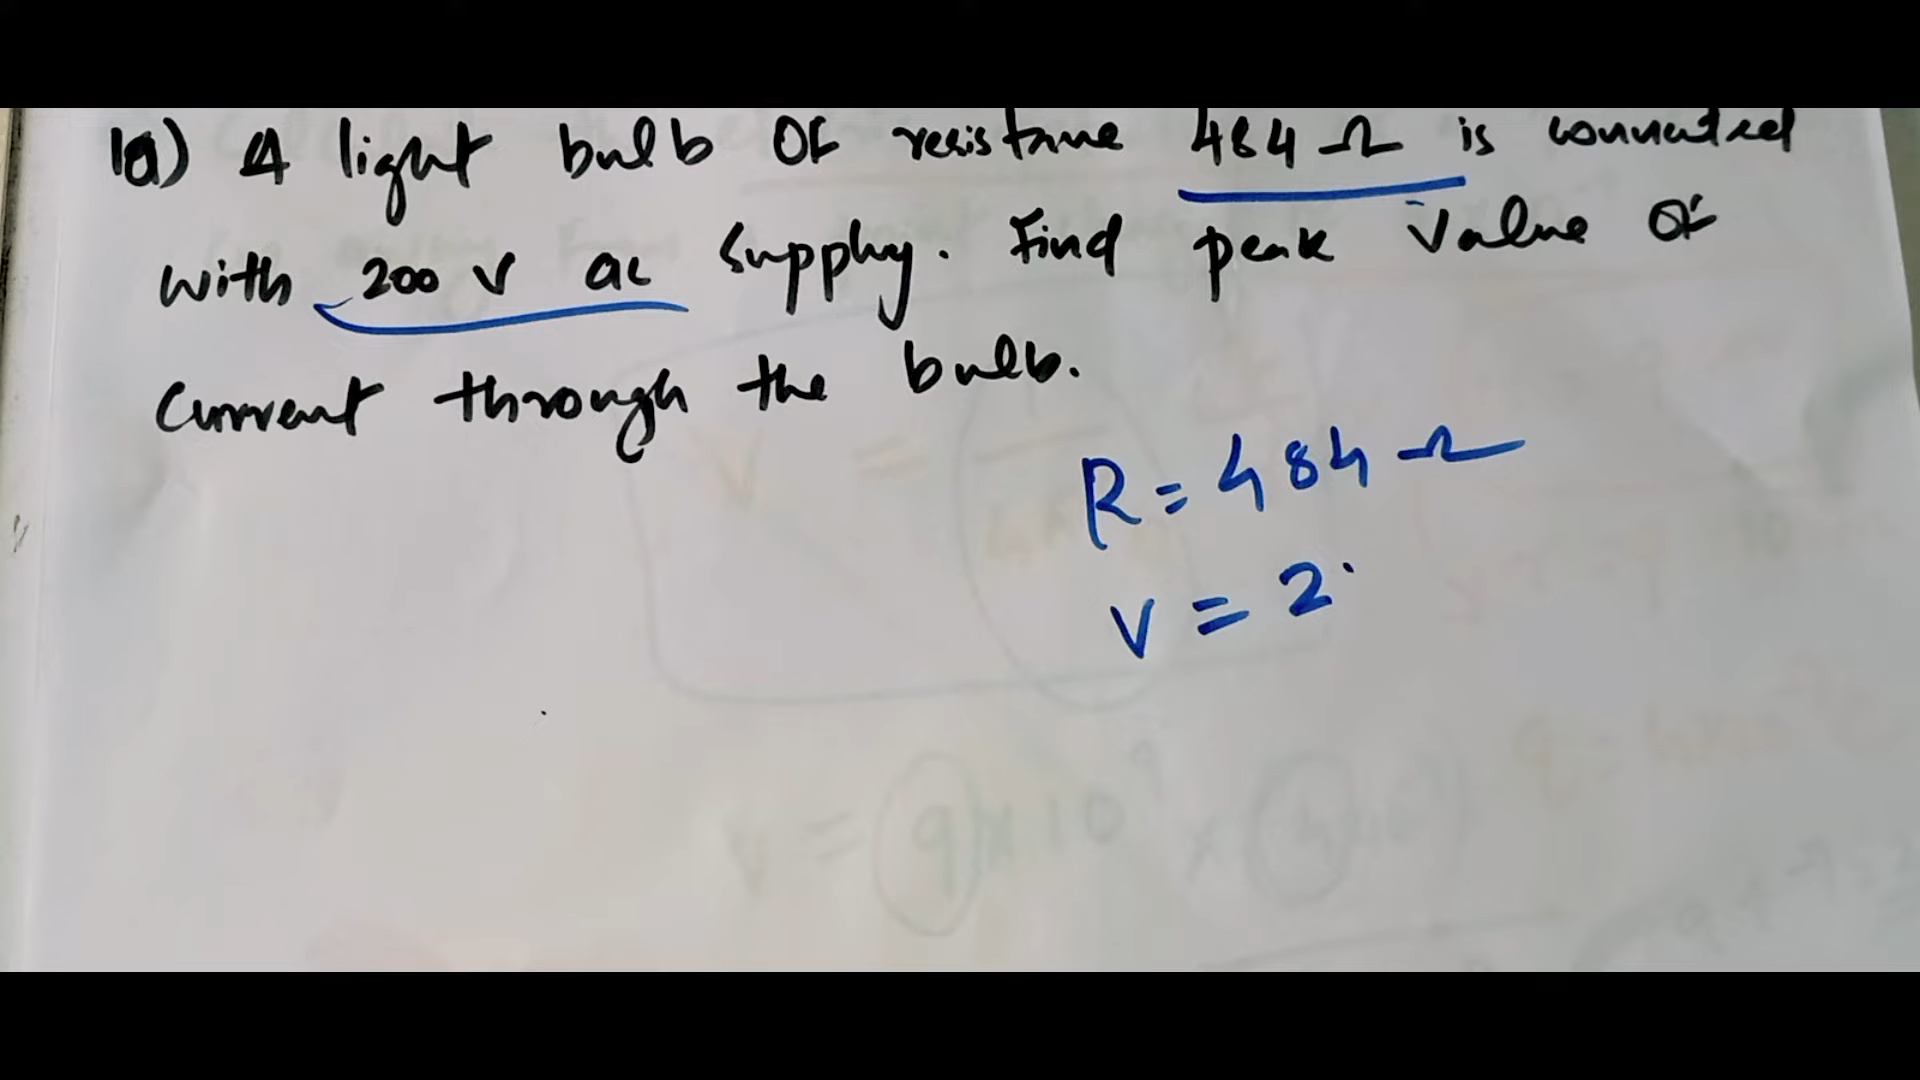 1a) A light bulb of resistance 484 Ω is connected
with 200 V ac supply. Find peak value of
current through the bulb.
R = 484 Ω
V = 2